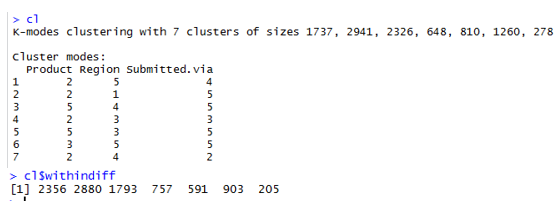 > cl
K-modes clustering with 7 clusters of sizes 1737, 2941, 2326, 648, 810, 1260, 278
Cluster modes:
Product Region Submitted.via
1 2 5 4
2 2 1 5
3 5 4 5
4 2 3 3
5 5 3 5
6 3 5 5
7 2 4 2
> cl$withindiff
[1] 2356 2880 1793 757 591 903 205